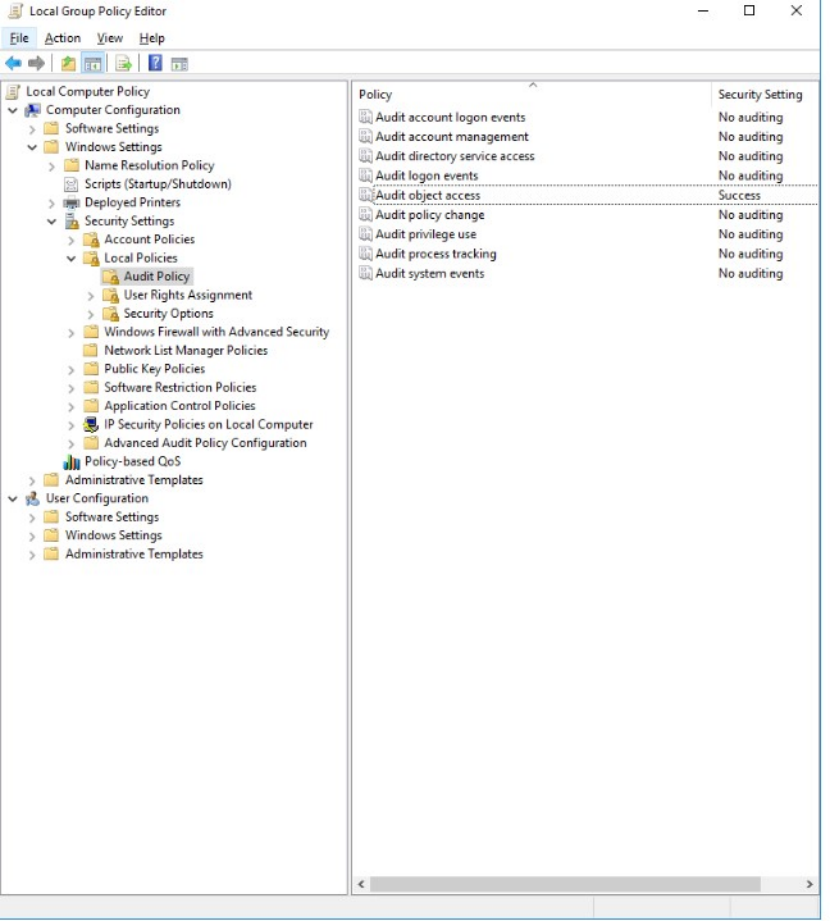 Local Group Policy Editor
File Action View Help
Local Computer Policy
Computer Configuration
Software Settings
Windows Settings
Name Resolution Policy
Scripts (Startup/Shutdown)
Deployed Printers
Security Settings
Account Policies
Local Policies
Audit Policy
User Rights Assignment
Security Options
Windows Firewall with Advanced Security
Network List Manager Policies
Public Key Policies
Software Restriction Policies
Application Control Policies
IP Security Policies on Local Computer
Advanced Audit Policy Configuration
Policy-based QoS
Administrative Templates
User Configuration
Software Settings
Windows Settings
Administrative Templates
Policy Security Setting
Audit account logon events No auditing
Audit account management No auditing
Audit directory service access No auditing
Audit logon events No auditing
Audit object access Success
Audit policy change No auditing
Audit privilege use No auditing
Audit process tracking No auditing
Audit system events No auditing